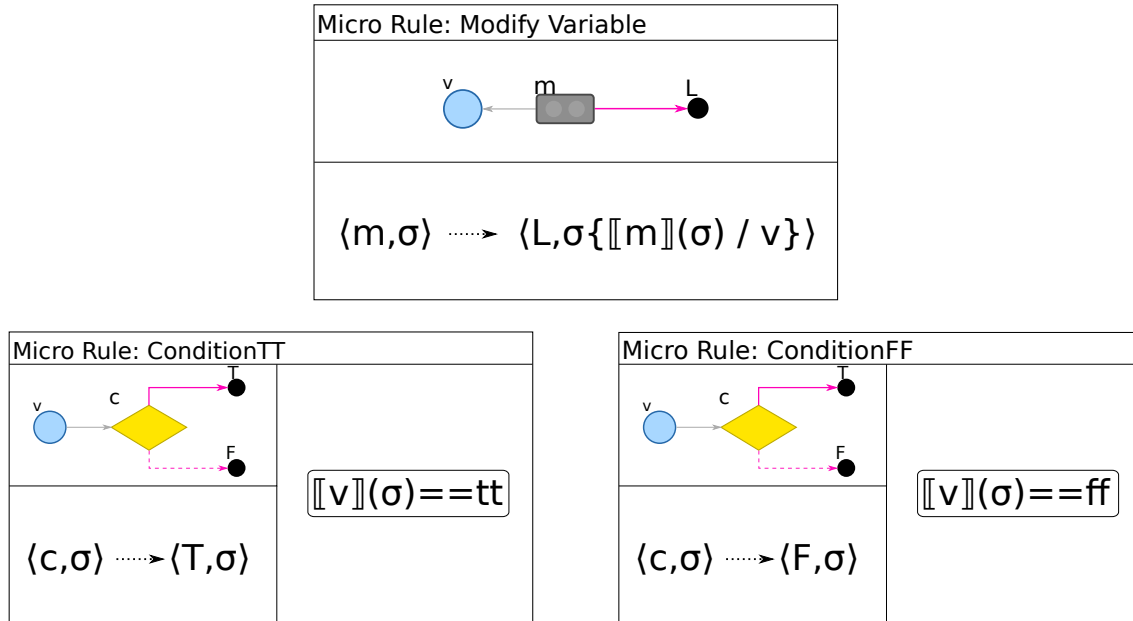 Micro Rule: Modify Variable
v
m
L
⟨m,σ⟩ ⟨L,σ{⟦m⟧(σ) / v}⟩
Micro Rule: ConditionTT
T
c
v
F
⟦v⟧(σ)==tt
⟨c,σ⟩ ⟨T,σ⟩
Micro Rule: ConditionFF
T
c
v
F
⟦v⟧(σ)==ff
⟨c,σ⟩ ⟨F,σ⟩